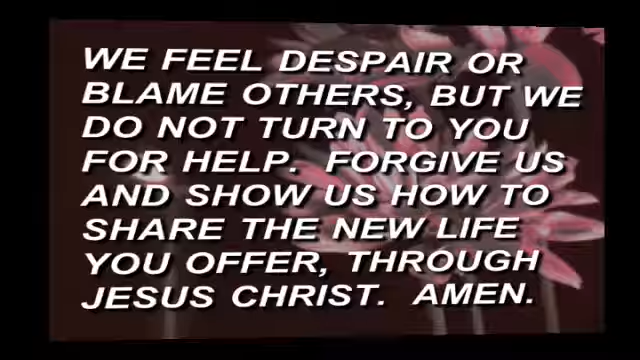 WE FEEL DESPAIR OR
BLAME OTHERS, BUT WE
DO NOT TURN TO YOU
FOR HELP.  FORGIVE US
AND SHOW US HOW TO
SHARE THE NEW LIFE
YOU OFFER, THROUGH
JESUS CHRIST.  AMEN.